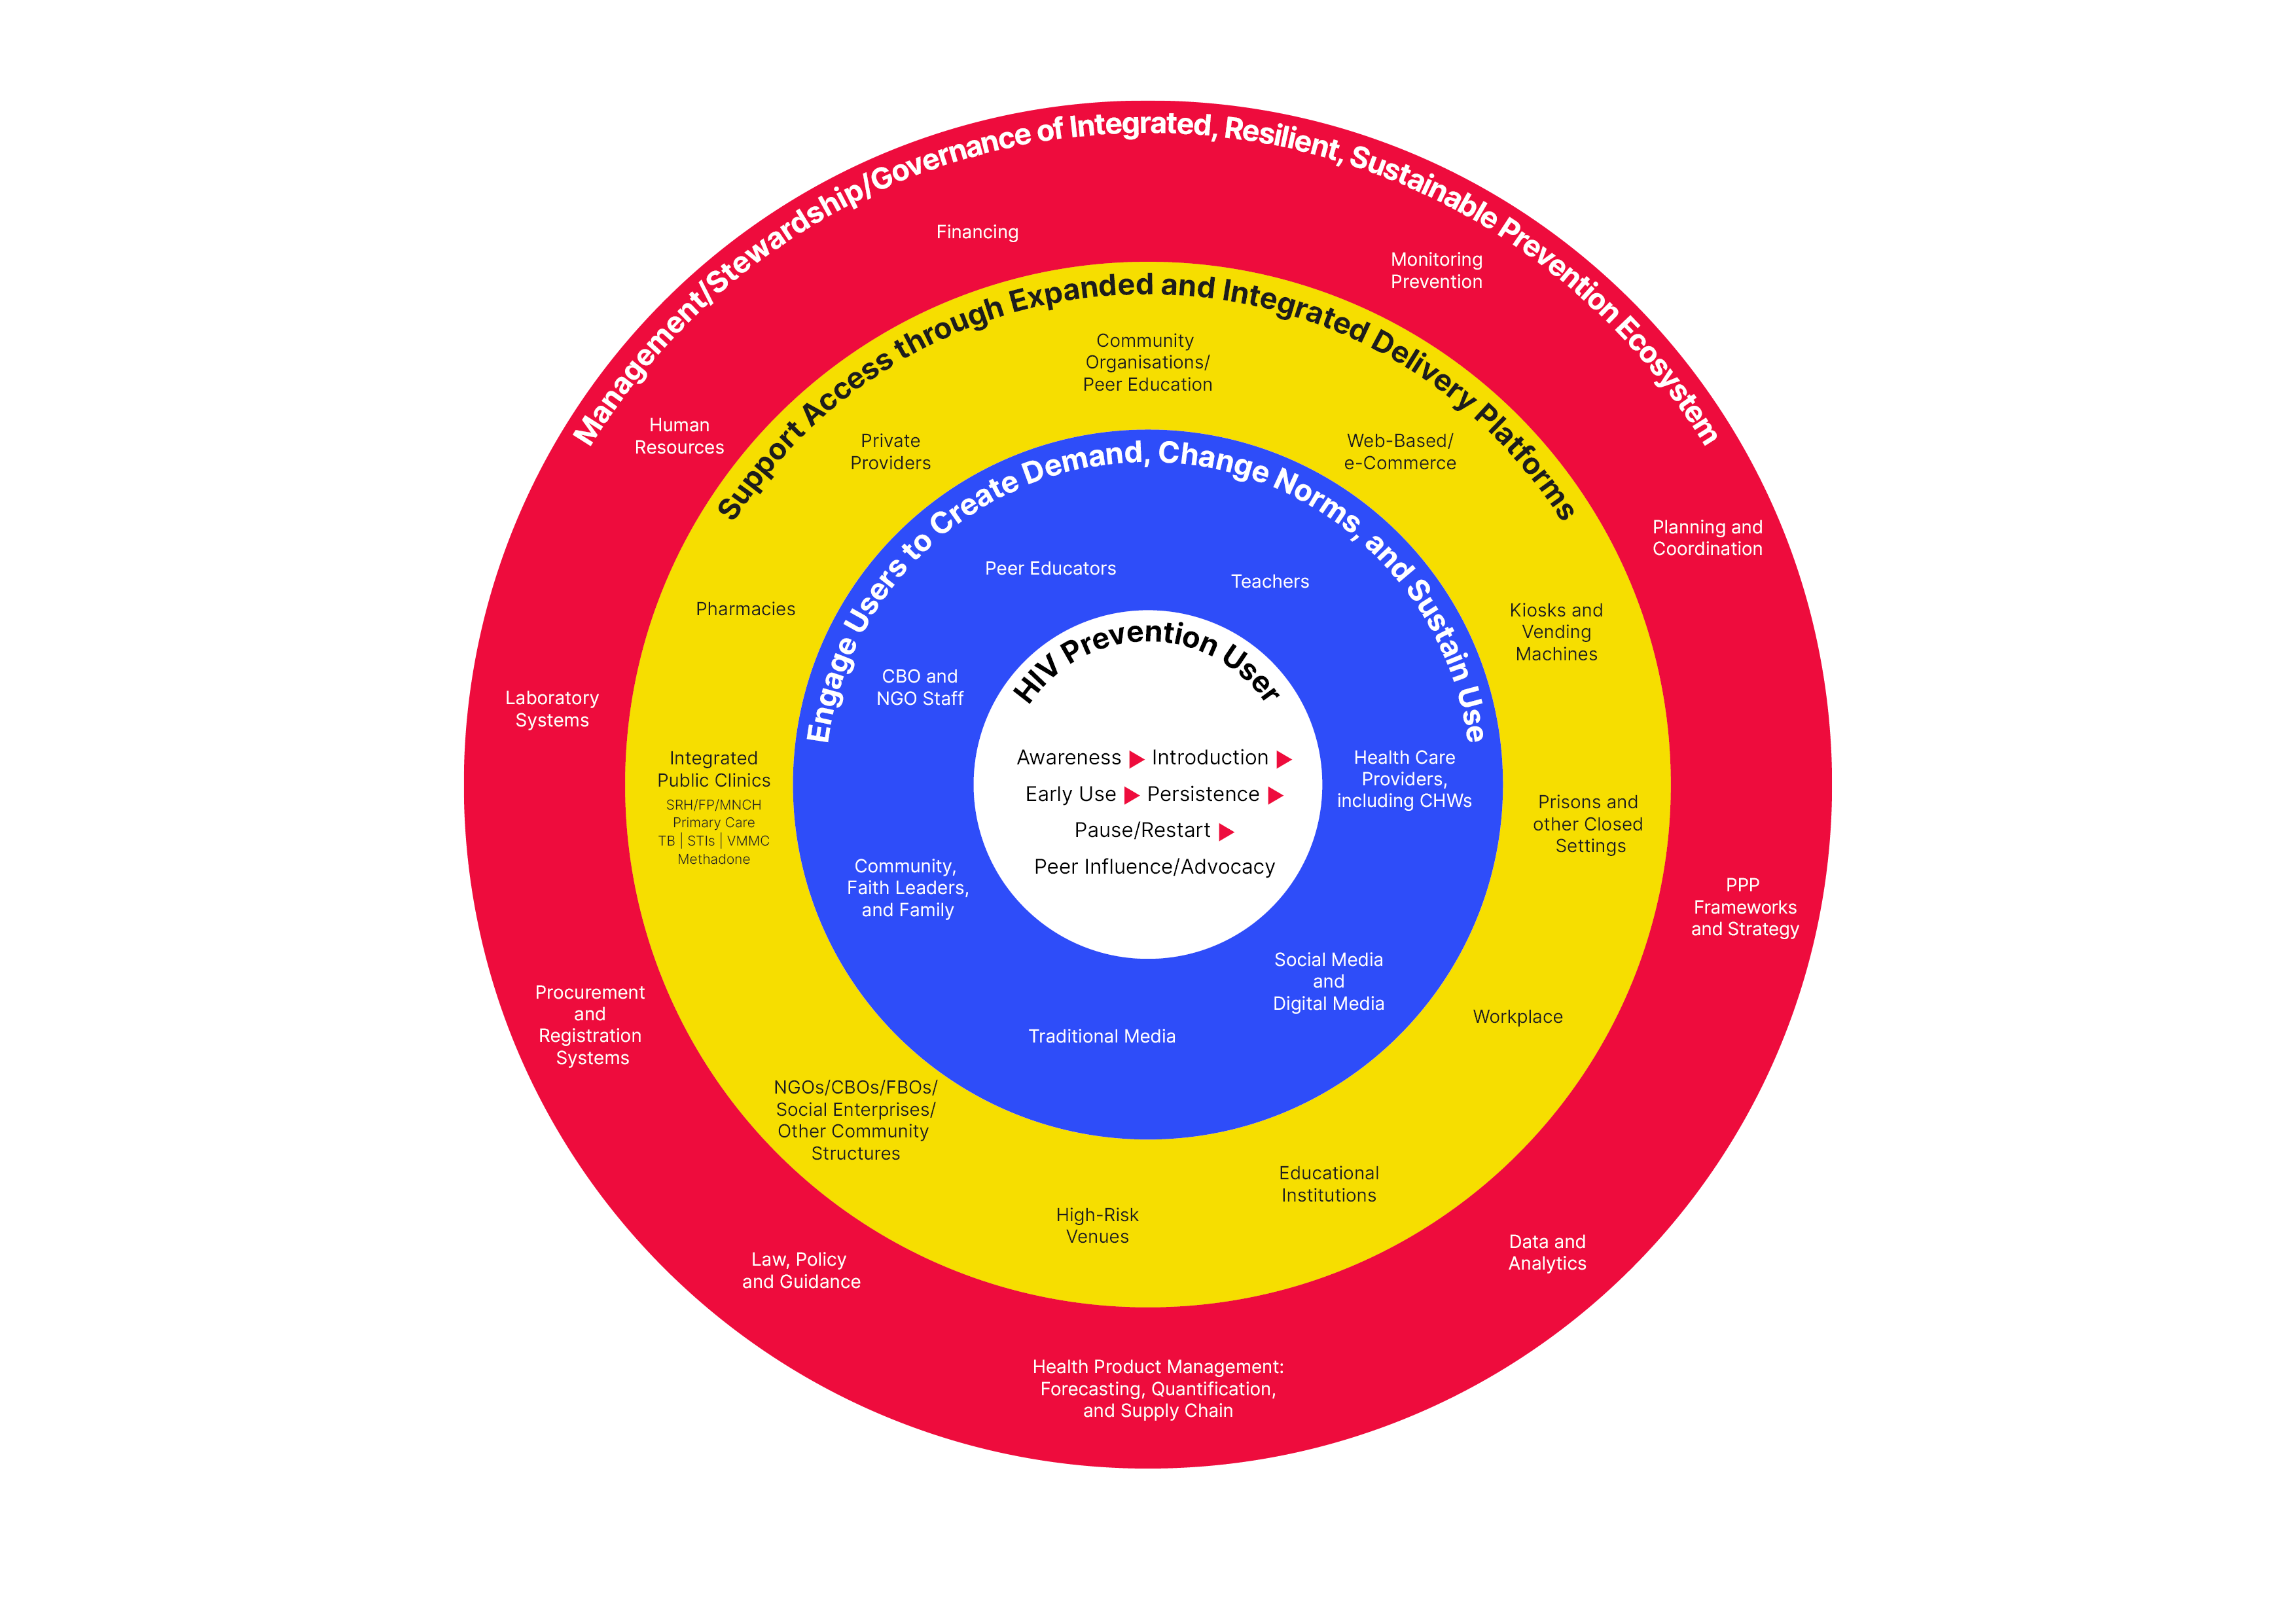 Management/Stewardship/Governance of Integrated, Resilient, Sustainable Prevention Ecosystem
Financing
Monitoring
Prevention
Human
Resources
Planning and
Coordination
Laboratory
Systems
PPP
Frameworks
and Strategy
Procurement
and
Registration
Systems
Data and
Analytics
Law, Policy
and Guidance
Health Product Management:
Forecasting, Quantification,
and Supply Chain
Support Access through Expanded and Integrated Delivery Platforms
Community
Organisations/
Peer Education
Private
Providers
Web-Based/
e-Commerce
Pharmacies
Kiosks and
Vending
Machines
Integrated
Public Clinics
SRH/FP/MNCH
Primary Care
TB | STIs | VMMC
Methadone
Prisons and
other Closed
Settings
Workplace
NGOs/CBOs/FBOs/
Social Enterprises/
Other Community
Structures
Educational
Institutions
High-Risk
Venues
Engage Users to Create Demand, Change Norms, and Sustain Use
Peer Educators
Teachers
CBO and
NGO Staff
Health Care
Providers,
including CHWs
Community,
Faith Leaders,
and Family
Social Media
and
Digital Media
Traditional Media
HIV Prevention User
Awareness ▶ Introduction ▶
Early Use ▶ Persistence ▶
Pause/Restart ▶
Peer Influence/Advocacy